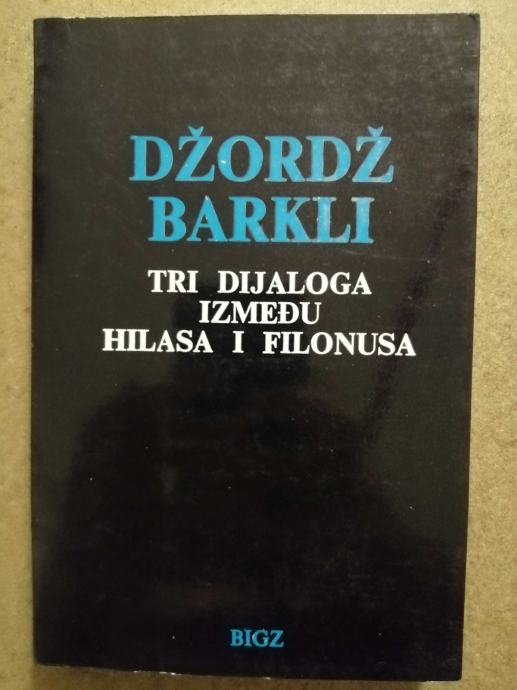 DŽORDŽ
BARKLI
TRI DIJALOGA
IZMEĐU
HILASA I FILONUSA
BIGZ